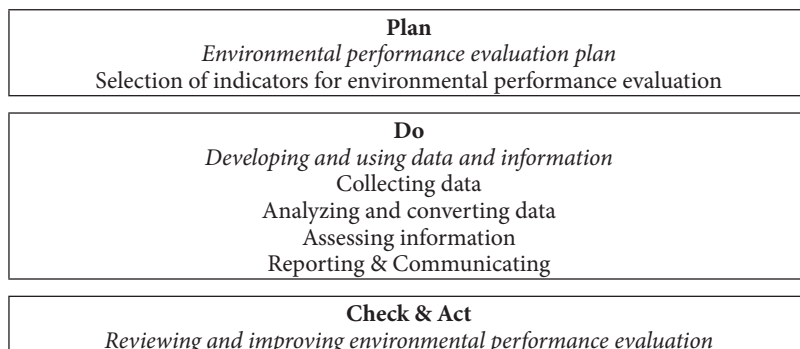 Plan
Environmental performance evaluation plan
Selection of indicators for environmental performance evaluation
Do
Developing and using data and information
Collecting data
Analyzing and converting data
Assessing information
Reporting & Communicating
Check & Act
Reviewing and improving environmental performance evaluation